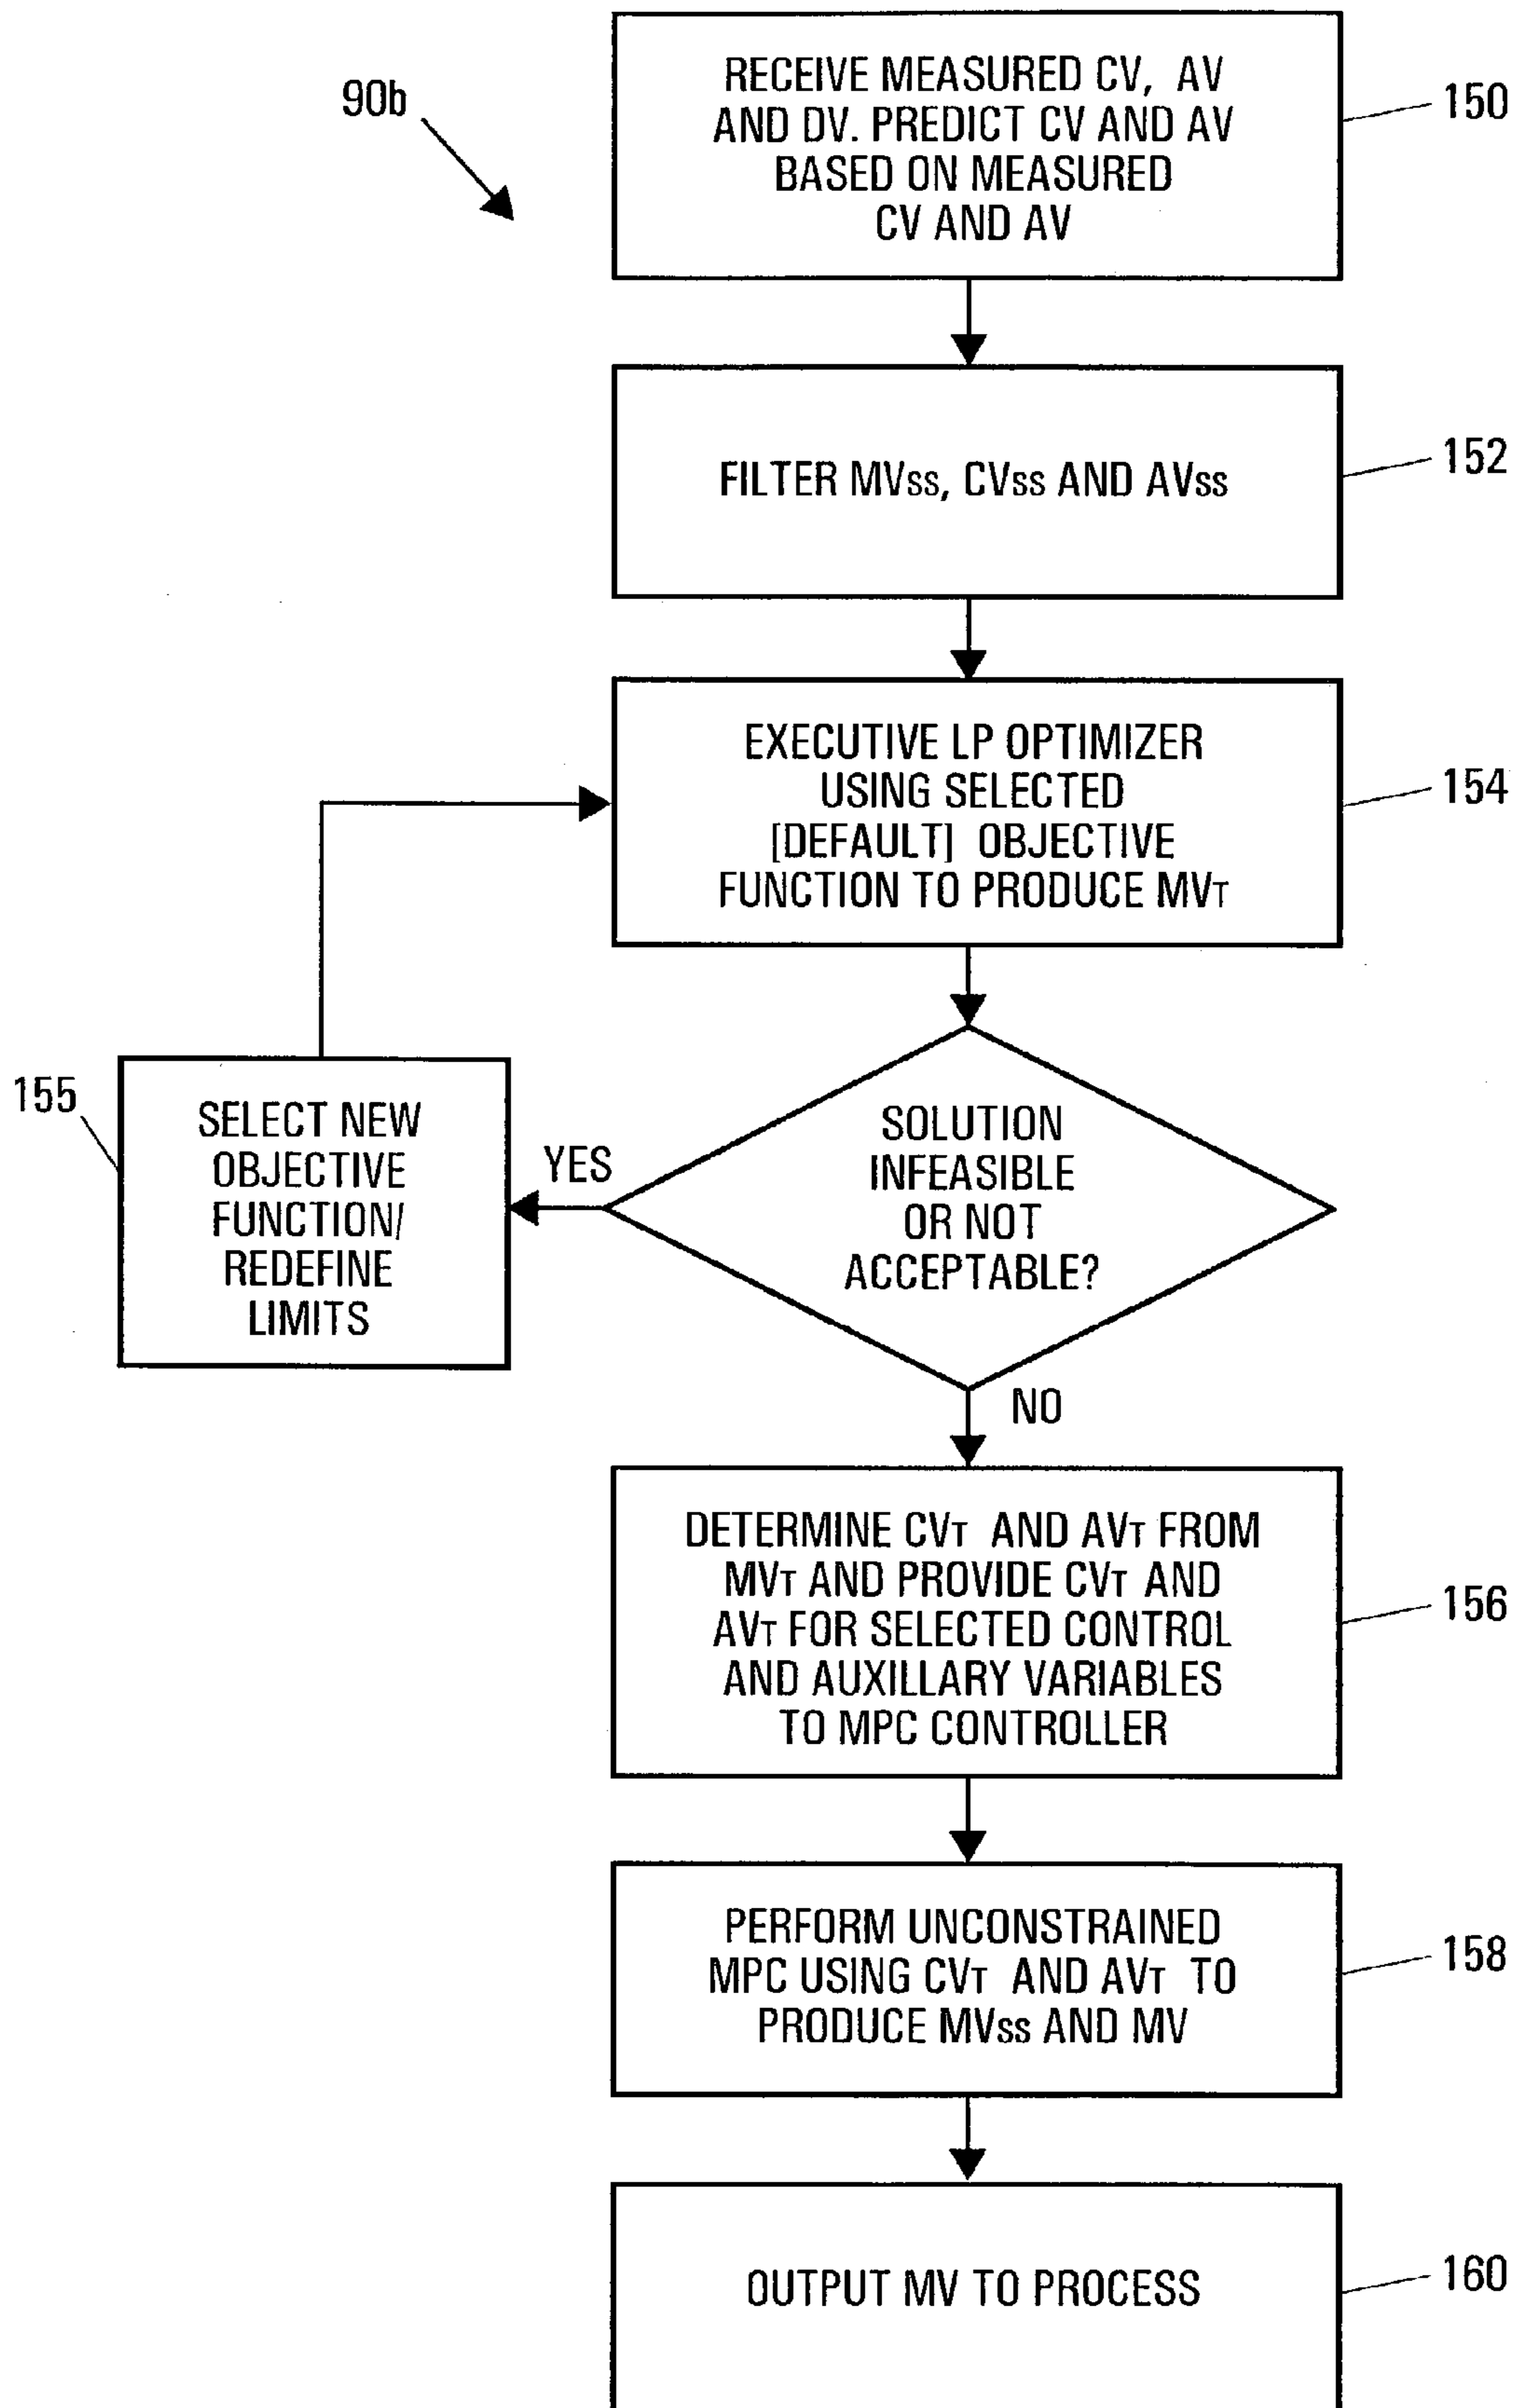 90b
RECEIVE MEASURED CV, AV
AND DV. PREDICT CV AND AV
BASED ON MEASURED
CV AND AV
150
FILTER MVSS, CVSS AND AVSS
152
EXECUTIVE LP OPTIMIZER
USING SELECTED
[DEFAULT] OBJECTIVE
FUNCTION TO PRODUCE MVT
154
155
SELECT NEW
OBJECTIVE
FUNCTION/
REDEFINE
LIMITS
YES
SOLUTION
INFEASIBLE
OR NOT
ACCEPTABLE?
NO
DETERMINE CVT AND AVT FROM
MVT AND PROVIDE CVT AND
AVT FOR SELECTED CONTROL
AND AUXILLARY VARIABLES
TO MPC CONTROLLER
156
PERFORM UNCONSTRAINED
MPC USING CVT AND AVT TO
PRODUCE MVSS AND MV
158
OUTPUT MV TO PROCESS
160